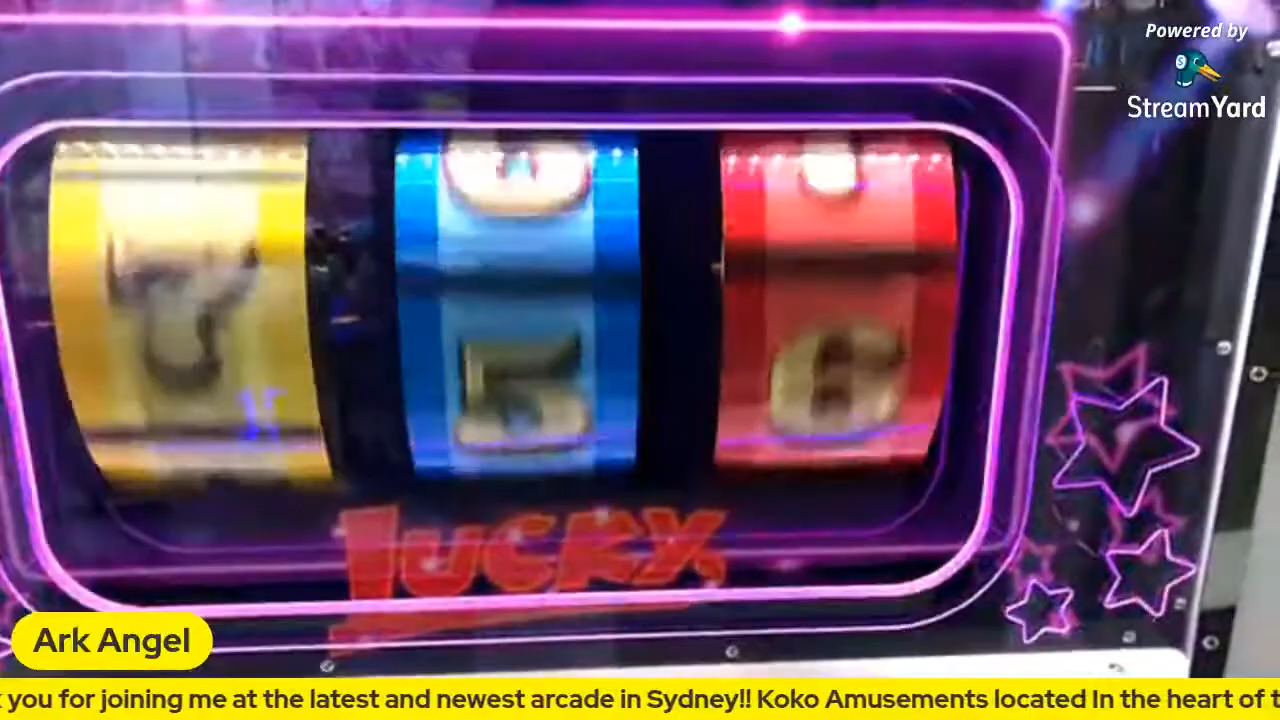 Powered by
StreamYard
LUCKY
Ark Angel
you for joining me at the latest and newest arcade in Sydney!! Koko Amusements located In the heart of